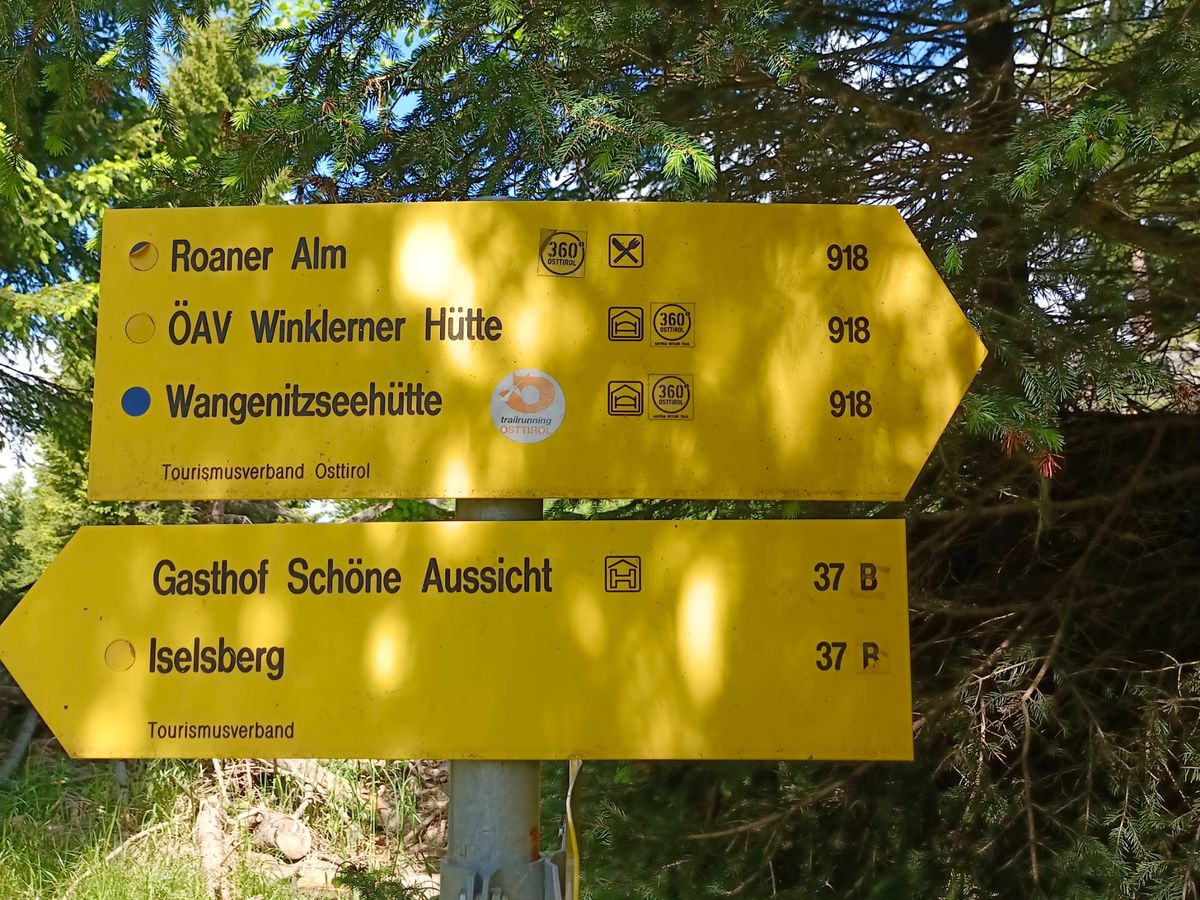 Roaner Alm 360° OSTTIROL 918
ÖAV Winklerner Hütte 360° OSTTIROL 918
Wangenitzseehütte trailrunning OSTTIROL 360° OSTTIROL 918
Tourismusverband Osttirol
Gasthof Schöne Aussicht 37 B
Iselsberg 37 B
Tourismusverband